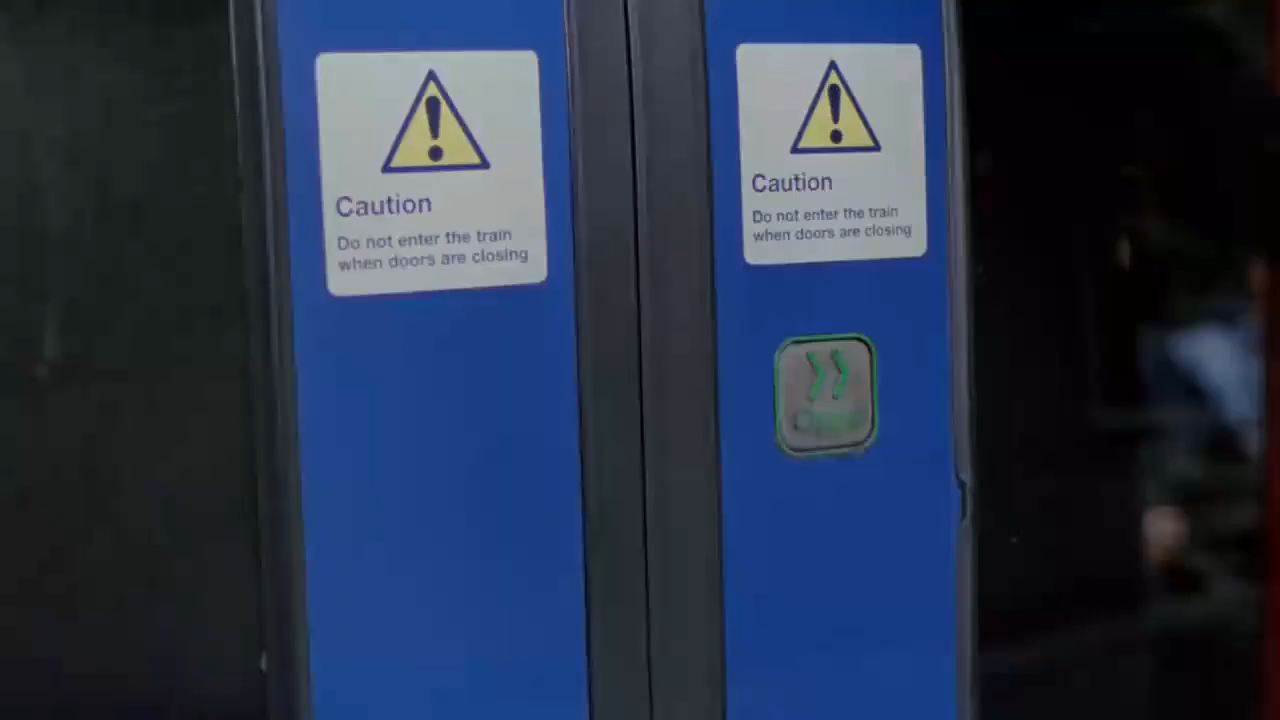 Caution
Do not enter the train
when doors are closing
Caution
Do not enter the train
when doors are closing